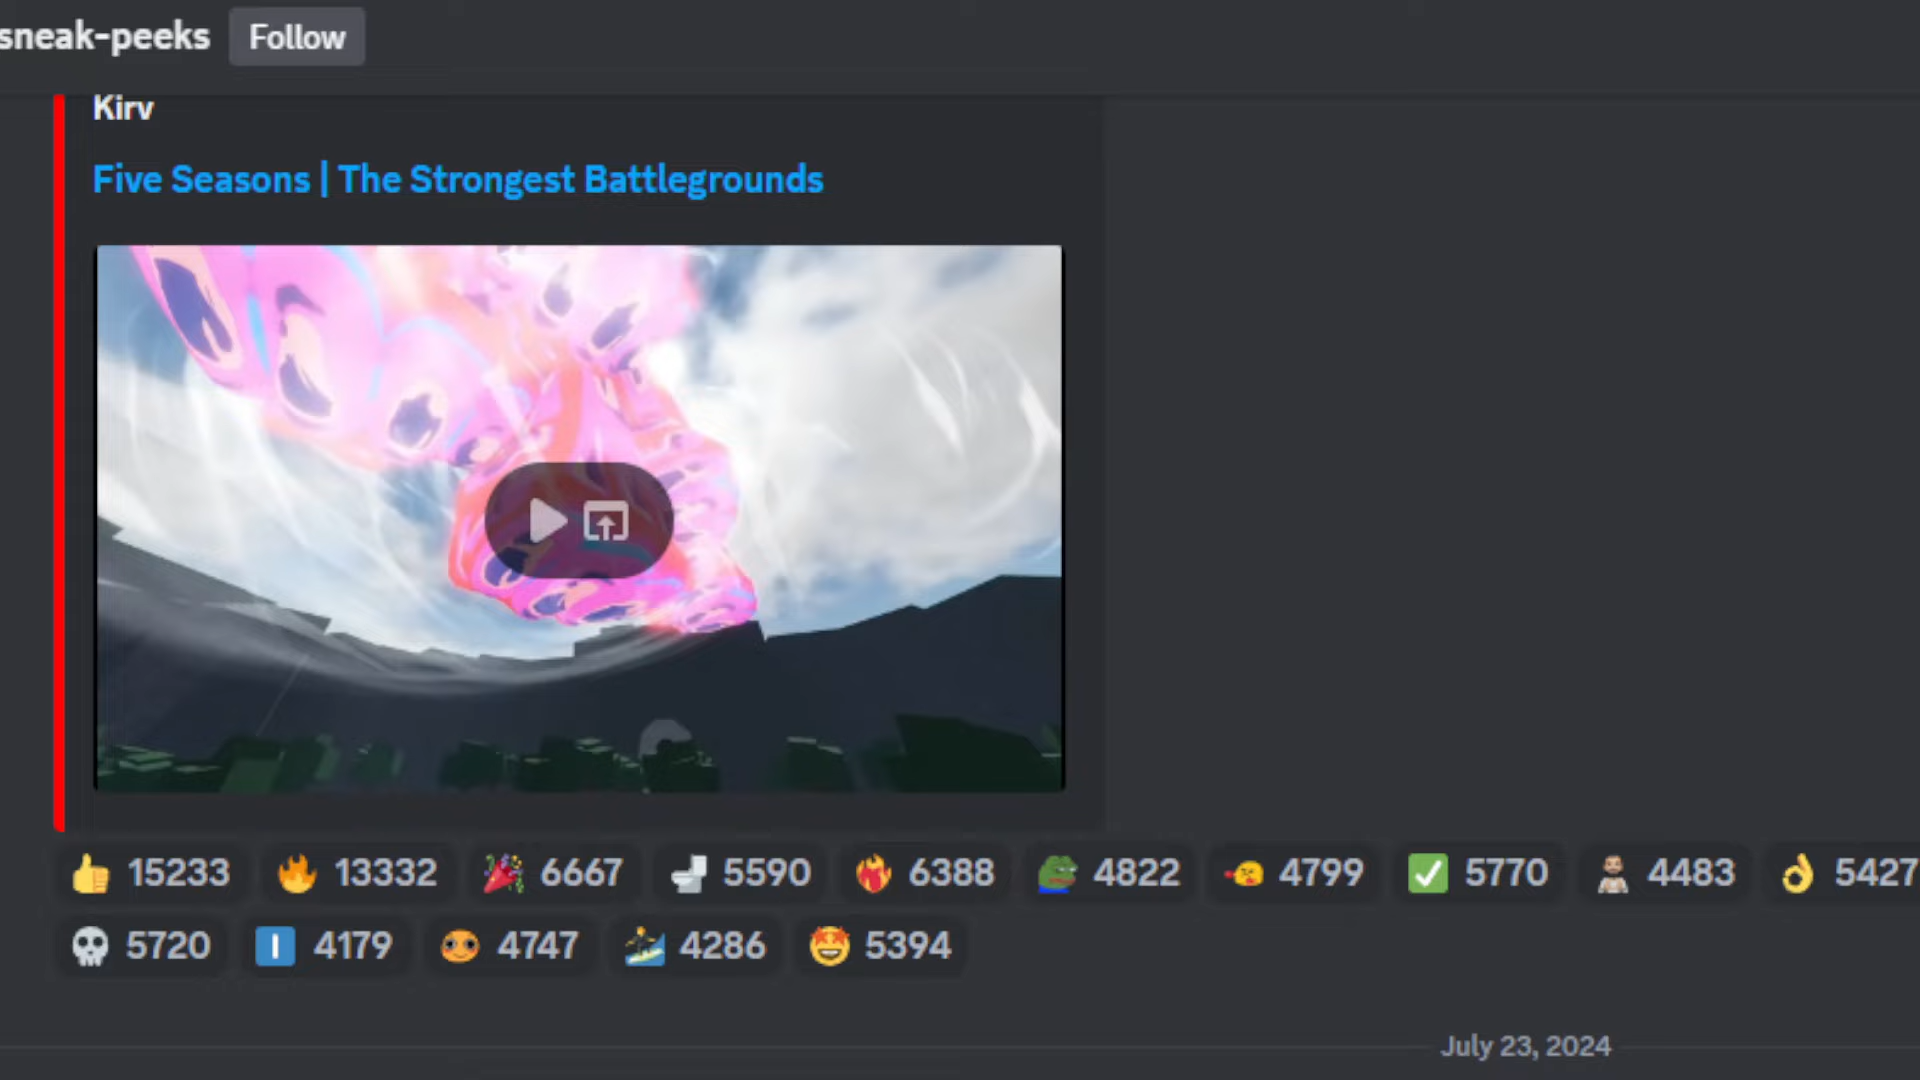 sneak-peeks Follow
Kirv
Five Seasons | The Strongest Battlegrounds
15233 13332 6667 5590 6388 4822 4799 5770 4483 5427
5720 4179 4747 4286 5394
July 23, 2024